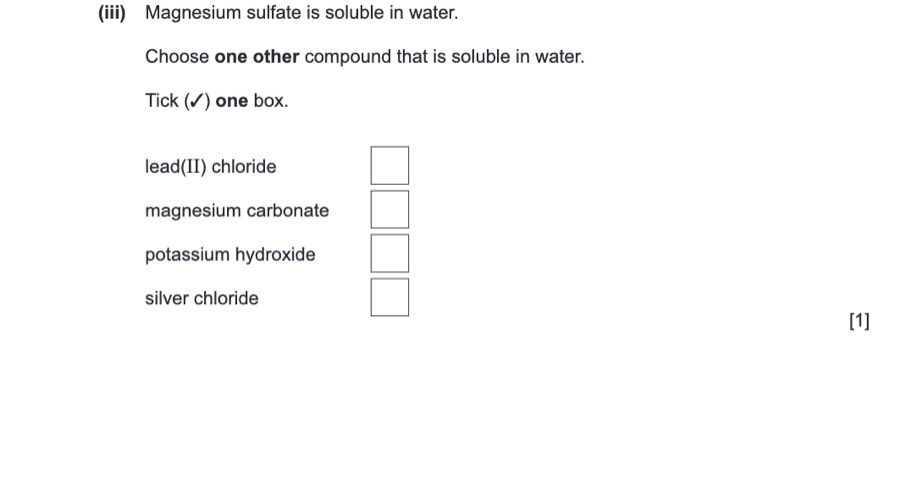 (iii) Magnesium sulfate is soluble in water.
Choose one other compound that is soluble in water.
Tick (✓) one box.
lead(II) chloride
magnesium carbonate
potassium hydroxide
silver chloride
[1]